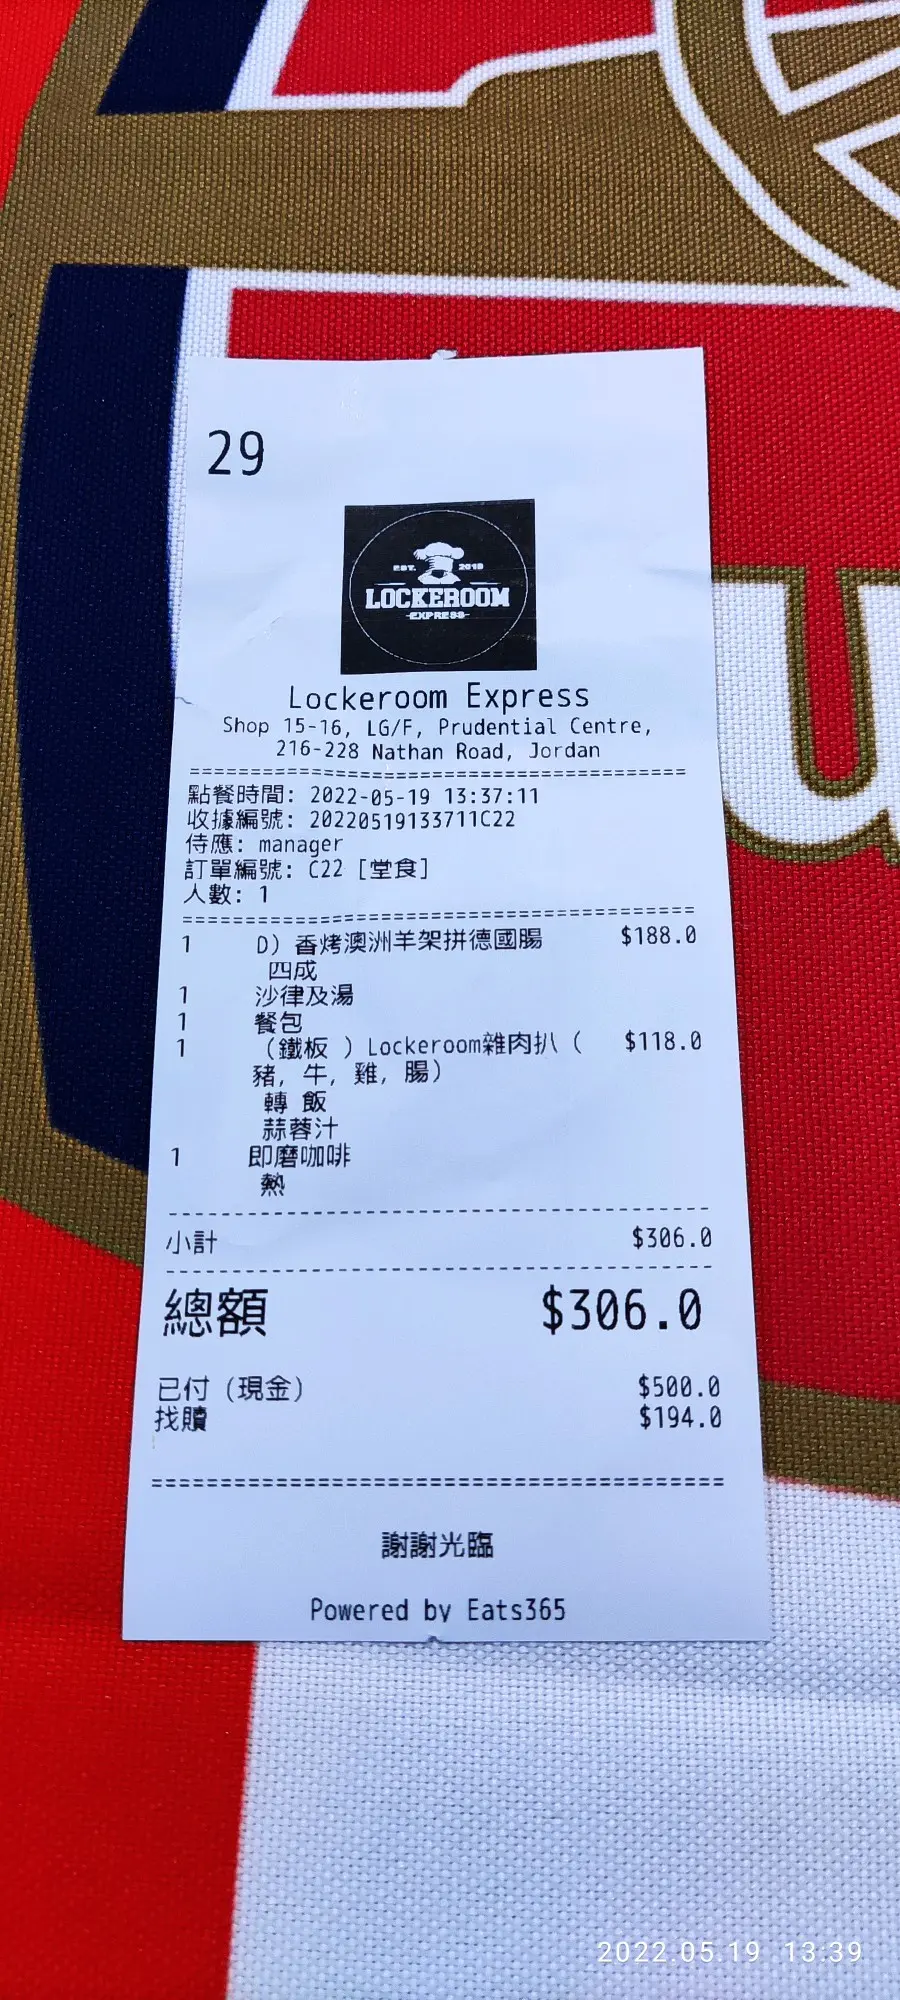 29
EST. 2019
LOCKEROOM
EXPRESS
Lockeroom Express
Shop 15-16, LG/F, Prudential Centre,
216-228 Nathan Road, Jordan
點餐時間: 2022-05-19 13:37:11
收據編號: 20220519133711C22
侍應: manager
訂單編號: C22 [堂食]
人數: 1
1 D) 香烤澳洲羊架拼德國腸 $188.0
四成
1 沙律及湯
1 餐包
1 (鐵板 ) Lockeroom雜肉扒 ( $118.0
豬, 牛, 雞, 腸)
轉 飯
蒜蓉汁
1 即磨咖啡
熱
小計 $306.0
總額 $306.0
已付 (現金) $500.0
找贖 $194.0
謝謝光臨
Powered by Eats365
2022.05.19 13:39